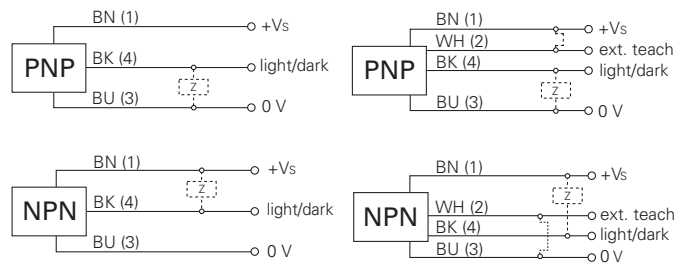 BN (1)
+Vs
PNP
BK (4)
light/dark
Z
BU (3)
0 V
BN (1)
+Vs
WH (2)
ext. teach
PNP
BK (4)
light/dark
Z
BU (3)
0 V
BN (1)
+Vs
Z
NPN
BK (4)
light/dark
BU (3)
0 V
BN (1)
+Vs
Z
NPN
WH (2)
ext. teach
BK (4)
light/dark
BU (3)
0 V